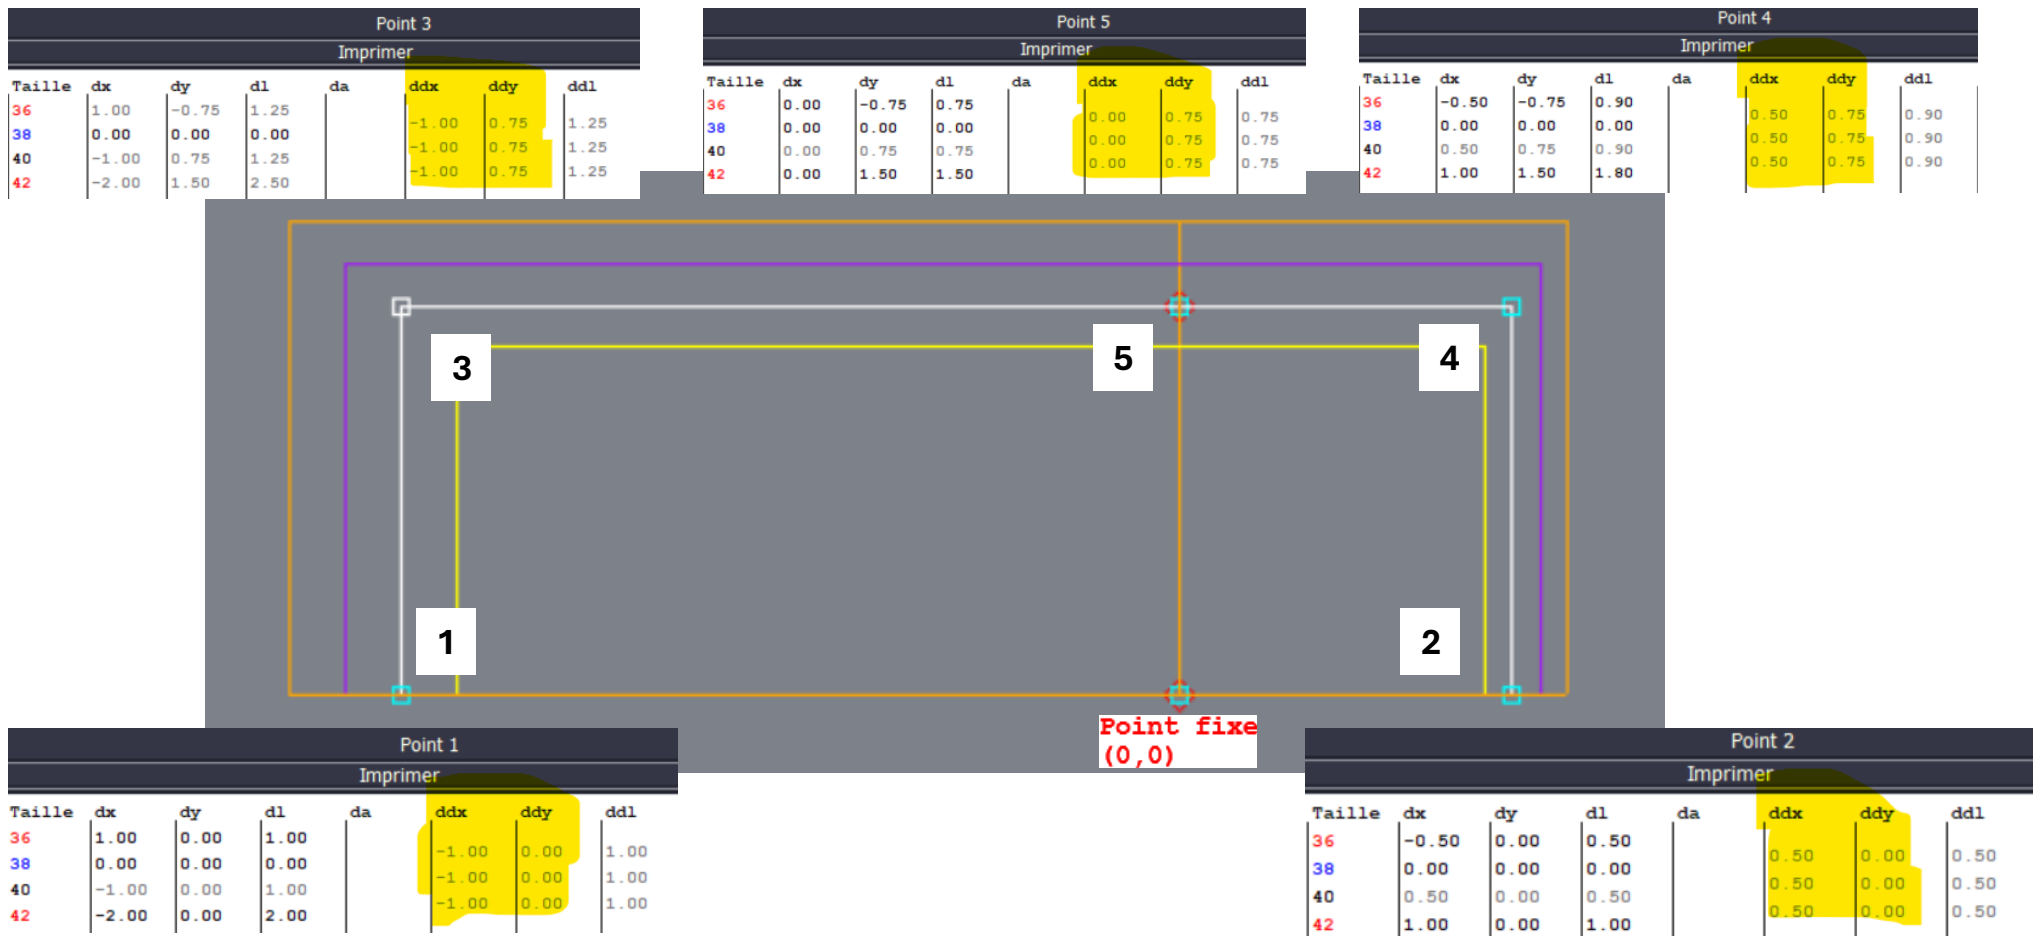 Point 3
Imprimer
Taille dx dy dl da ddx ddy ddl
36 1.00 -0.75 1.25
-1.00 0.75 1.25
38 0.00 0.00 0.00
-1.00 0.75 1.25
40 -1.00 0.75 1.25
-1.00 0.75 1.25
42 -2.00 1.50 2.50
Point 5
Imprimer
Taille dx dy dl da ddx ddy ddl
36 0.00 -0.75 0.75
0.00 0.75 0.75
38 0.00 0.00 0.00
0.00 0.75 0.75
40 0.00 0.75 0.75
0.00 0.75 0.75
42 0.00 1.50 1.50
Point 4
Imprimer
Taille dx dy dl da ddx ddy ddl
36 -0.50 -0.75 0.90
0.50 0.75 0.90
38 0.00 0.00 0.00
0.50 0.75 0.90
40 0.50 0.75 0.90
0.50 0.75 0.90
42 1.00 1.50 1.80
3
5
4
1
2
Point fixe
(0,0)
Point 1
Imprimer
Taille dx dy dl da ddx ddy ddl
36 1.00 0.00 1.00
-1.00 0.00 1.00
38 0.00 0.00 0.00
-1.00 0.00 1.00
40 -1.00 0.00 1.00
-1.00 0.00 1.00
42 -2.00 0.00 2.00
Point 2
Imprimer
Taille dx dy dl da ddx ddy ddl
36 -0.50 0.00 0.50
0.50 0.00 0.50
38 0.00 0.00 0.00
0.50 0.00 0.50
40 0.50 0.00 0.50
0.50 0.00 0.50
42 1.00 0.00 1.00